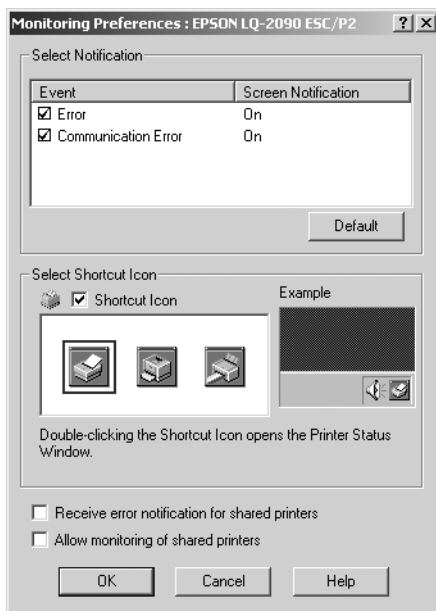 Monitoring Preferences : EPSON LQ-2090 ESC/P2
Select Notification
Event Screen Notification
Error On
Communication Error On
Default
Select Shortcut Icon
Shortcut Icon
Example
Double-clicking the Shortcut Icon opens the Printer Status
Window.
Receive error notification for shared printers
Allow monitoring of shared printers
OK Cancel Help